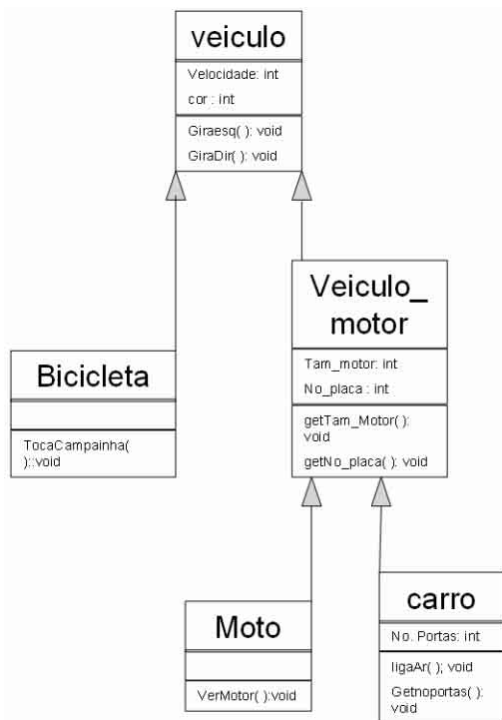 veiculo
Velocidade: int
cor : int
Giraesq( ): void
GiraDir( ): void
Veiculo_
motor
Tam_motor: int
No_placa : int
getTam_Motor( ):
void
getNo_placa( ): void
Bicicleta
TocaCampainha(
)::void
Moto
VerMotor( ):void
carro
No. Portas: int
ligaAr( ); void
Getnoportas( ):
void